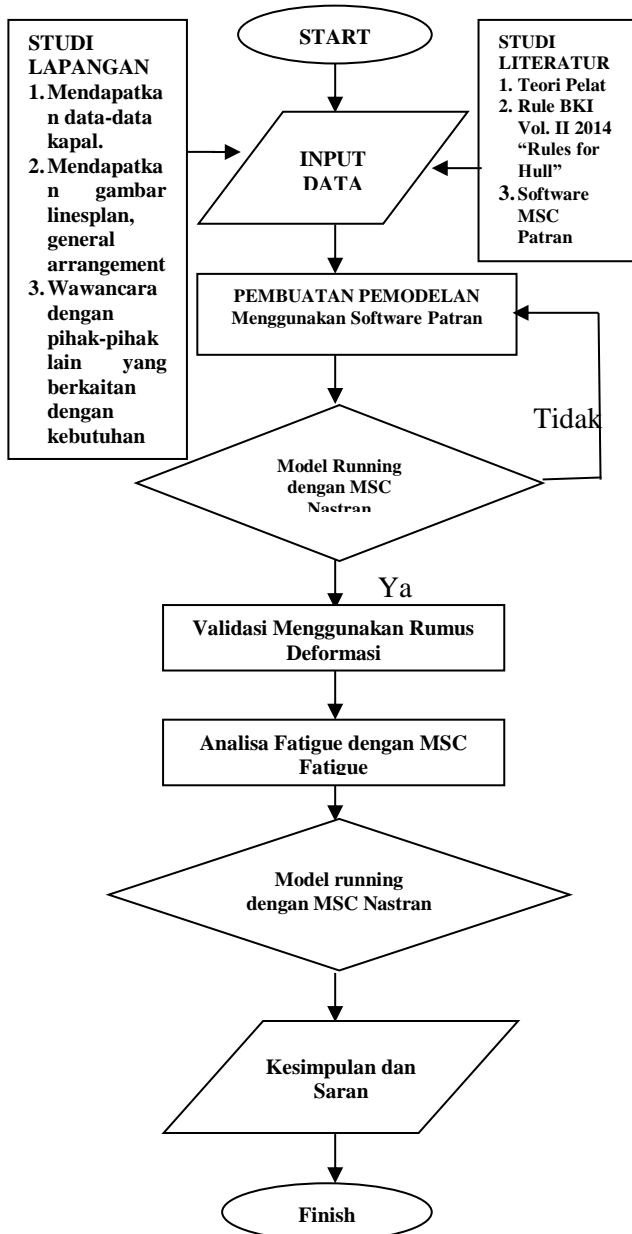 STUDI
LAPANGAN
1. Mendapatka
n data-data
kapal.
2. Mendapatka
n gambar
linesplan,
general
arrangement
3. Wawancara
dengan
pihak-pihak
lain yang
berkaitan
dengan
kebutuhan
START
STUDI
LITERATUR
1. Teori Pelat
2. Rule BKI
Vol. II 2014
“Rules for
Hull”
3. Software
MSC
Patran
INPUT
DATA
PEMBUATAN PEMODELAN
Menggunakan Software Patran
Tidak
Model Running
dengan MSC
Nastran
Ya
Validasi Menggunakan Rumus
Deformasi
Analisa Fatigue dengan MSC
Fatigue
Model running
dengan MSC Nastran
Kesimpulan dan
Saran
Finish